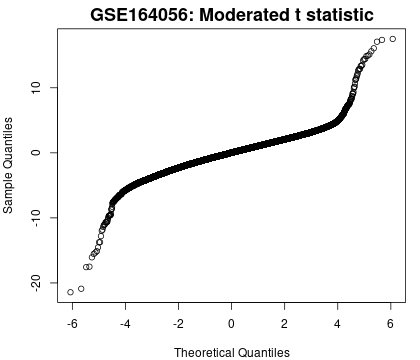 GSE164056: Moderated t statistic
Sample Quantiles
10
0
-10
-20
-6 -4 -2 0 2 4 6
Theoretical Quantiles